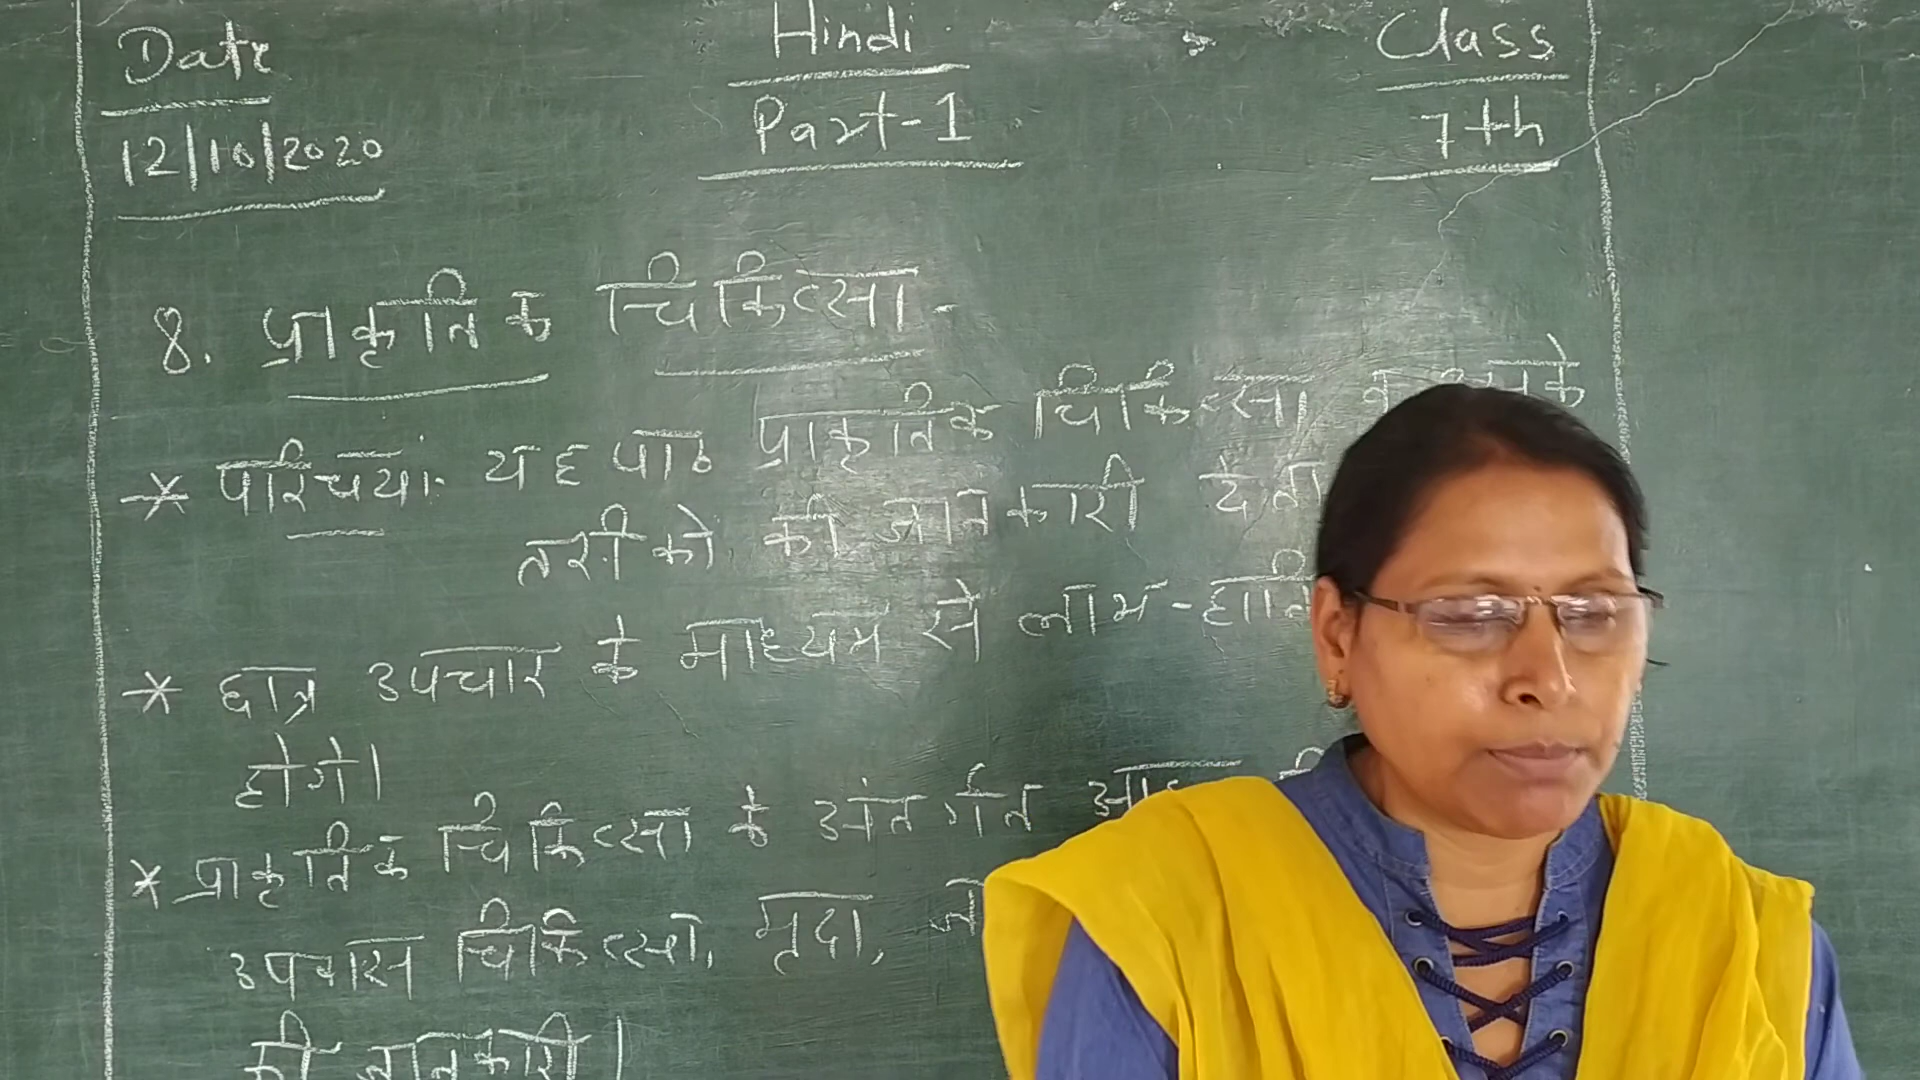 Date
Hindi
Class
12/10/2020
Part-1
7th
8. प्राकृतिक चिकित्सा -
* परिचयः यह पाठ प्राकृतिक चिकित्सा के
तरीको की जानकारी देता
* छात्र उपचार के माध्यम से लाभ-हानि
होगे।
* प्राकृतिक चिकित्सा के अंतर्गत
उपवास चिकित्सा, मृदा,
की जानकारी।